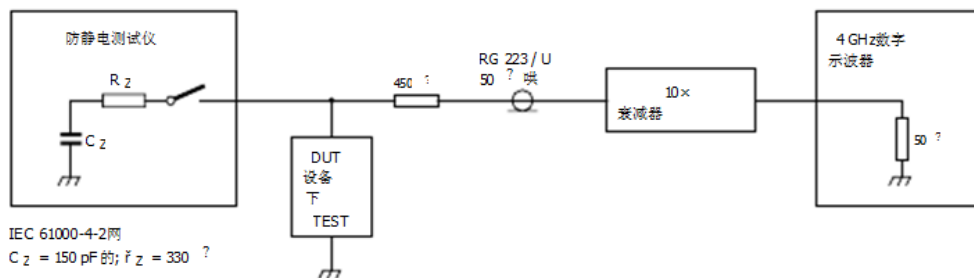 防静电测试仪
R Z
C Z
DUT
设备
下
TEST
450 ?
RG 223 / U
50 ? 哄
10×
衰减器
4 GHz数字
示波器
50 ?
IEC 61000-4-2网
C Z = 150 pF的; ř Z = 330 ?